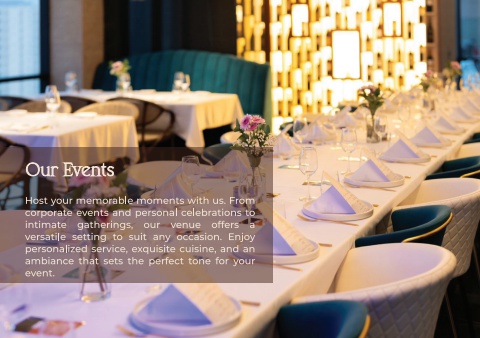 Our Events
Host your memorable moments with us. From
corporate events and personal celebrations to
intimate gatherings, our venue offers a
versatile setting to suit any occasion. Enjoy
personalized service, exquisite cuisine, and an
ambiance that sets the perfect tone for your
event.